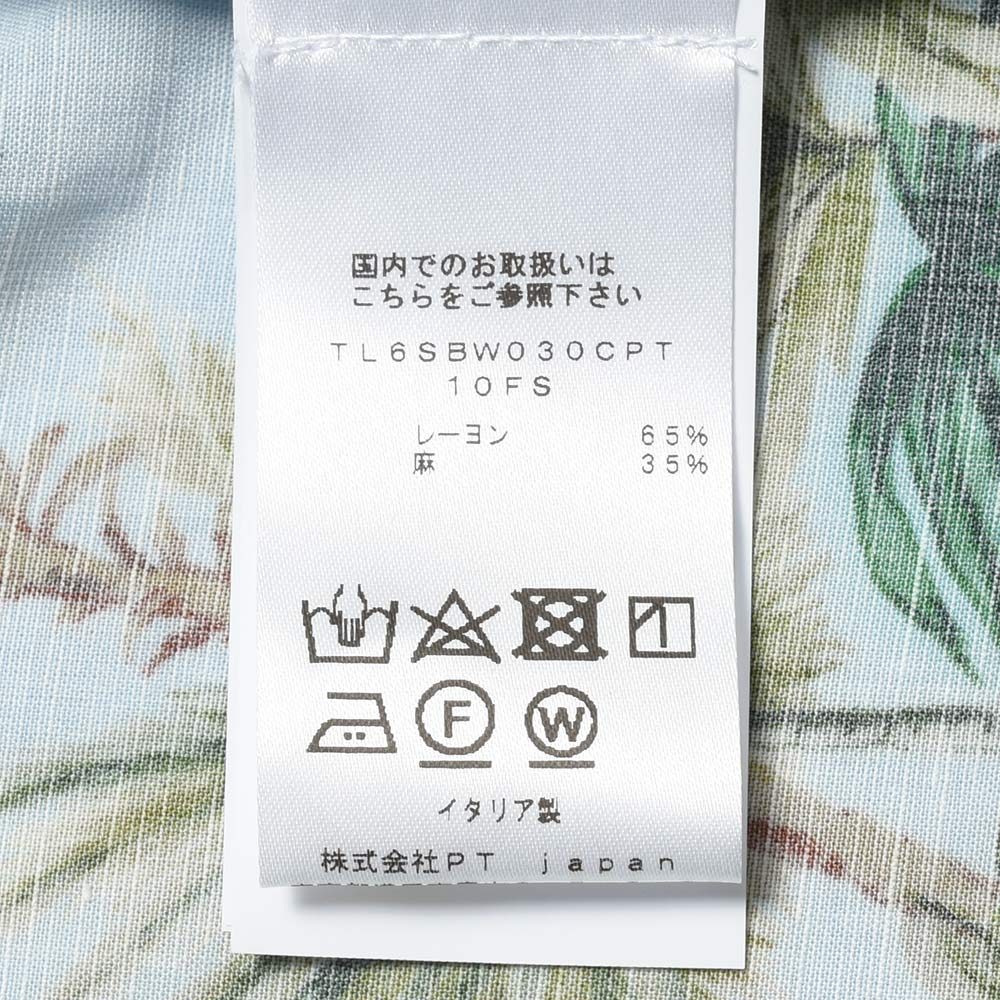 国内でのお取扱いは
こちらをご参照下さい
TL6SBW030CPT
10FS
レーヨン 65%
麻 35%
F W
イタリア製
株式会社PT japan